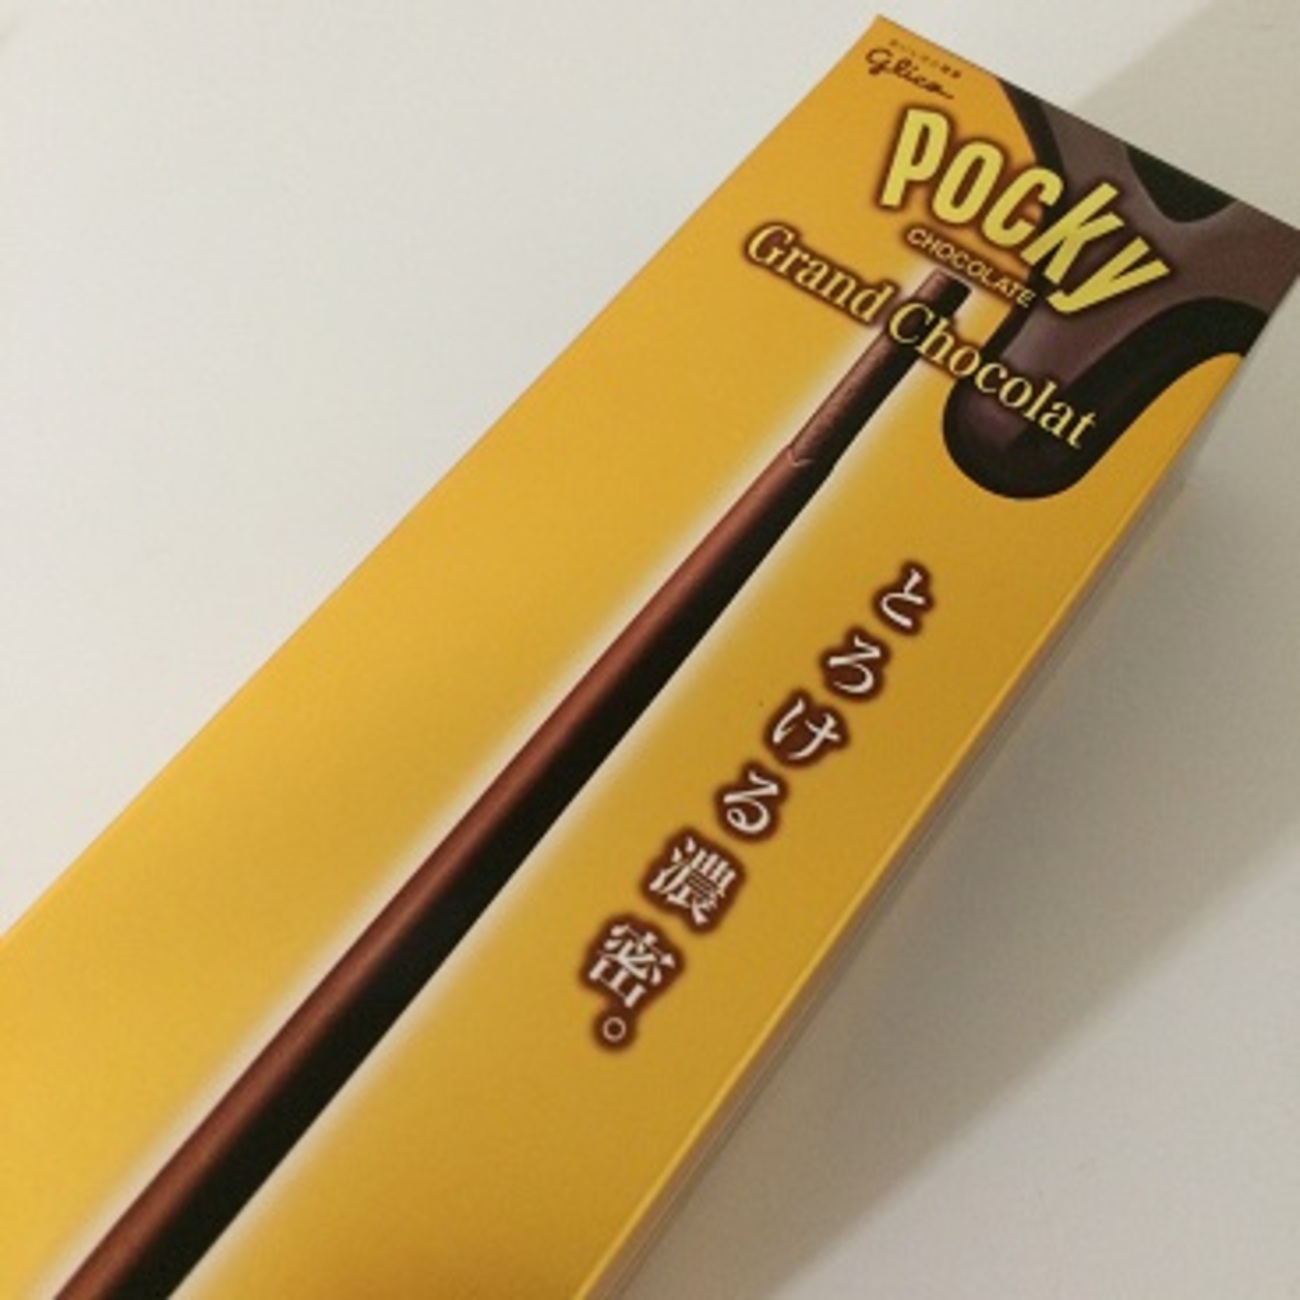 Glico
Pocky
CHOCOLATE
Grand Chocolat
とろける濃密。